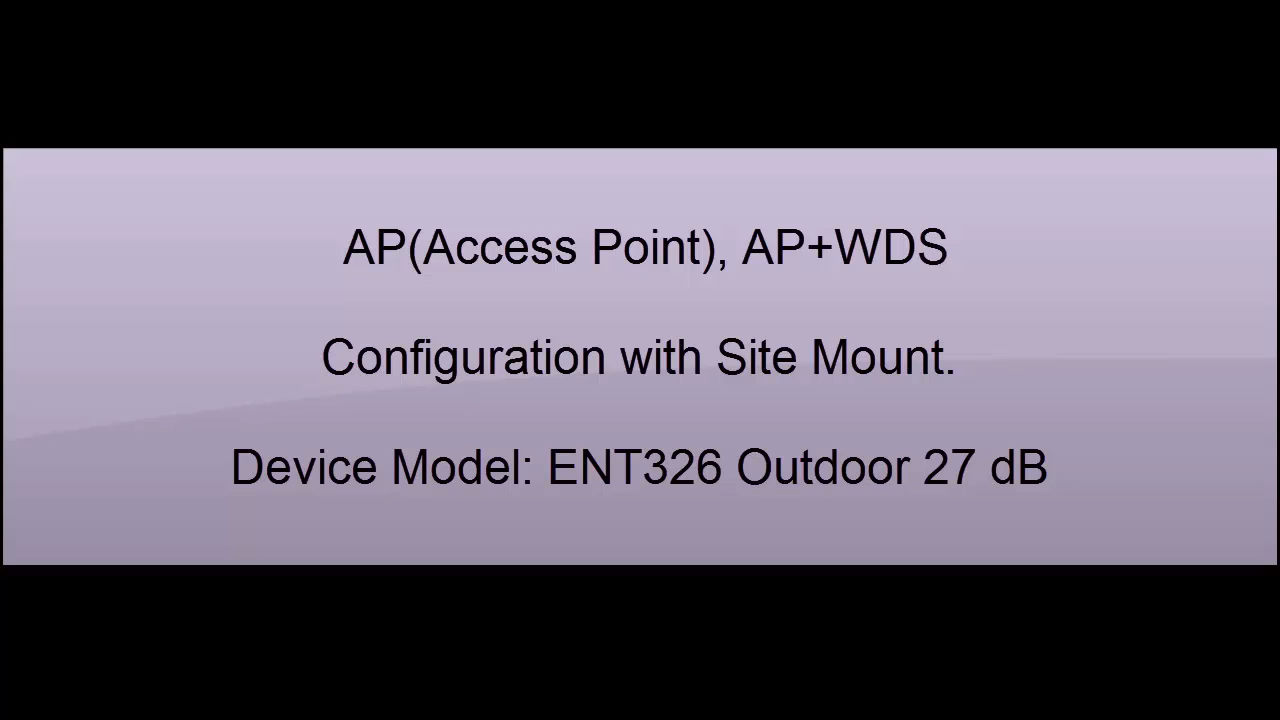 AP(Access Point), AP+WDS
Configuration with Site Mount.
Device Model: ENT326 Outdoor 27 dB